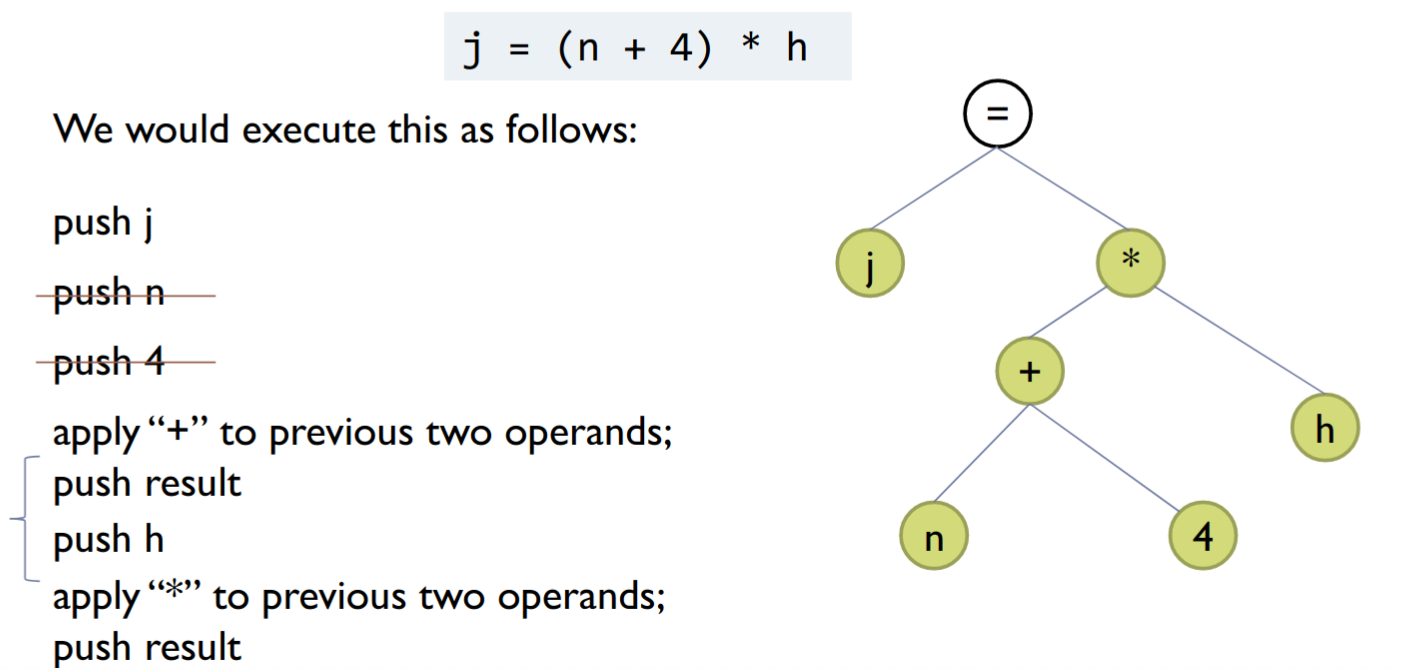 j = (n + 4) * h
We would execute this as follows:
push j
push n
push 4
apply “+” to previous two operands;
push result
push h
apply “*” to previous two operands;
push result
=
j
*
+
h
n
4